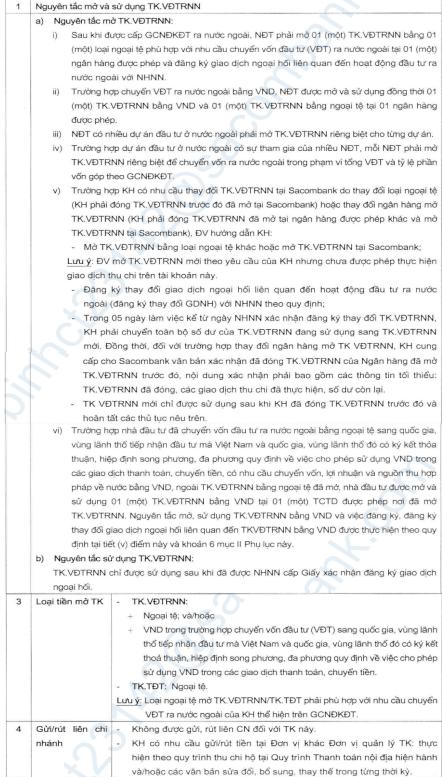 1 Nguyên tắc mở và sử dụng TK.VĐTRNN
a) Nguyên tắc mở TK.VĐTRNN:
i) Sau khi được cấp GCNĐKĐT ra nước ngoài, NĐT phải mở 01 (một) TK.VĐTRNN bằng 01
(một) loại ngoại tệ phù hợp với nhu cầu chuyển vốn đầu tư (VĐT) ra nước ngoài tại 01 (một)
ngân hàng được phép và đăng ký giao dịch ngoại hối liên quan đến hoạt động đầu tư ra
nước ngoài với NHNN.
ii) Trường hợp chuyển VĐT ra nước ngoài bằng VND, NĐT được mở và sử dụng đồng thời 01
(một) TK.VĐTRNN bằng VND và 01 (một) TK.VĐTRNN bằng ngoại tệ tại 01 ngân hàng
được phép.
iii) NĐT có nhiều dự án đầu tư ở nước ngoài phải mở TK.VĐTRNN riêng biệt cho từng dự án.
iv) Trường hợp dự án đầu tư ở nước ngoài có sự tham gia của nhiều NĐT, mỗi NĐT phải mở
TK.VĐTRNN riêng biệt để chuyển vốn ra nước ngoài trong phạm vi tổng VĐT và tỷ lệ phần
vốn góp theo GCNĐKĐT.
v) Trường hợp KH có nhu cầu thay đổi TK.VĐTRNN tại Sacombank do thay đổi loại ngoại tệ
(KH phải đóng TK.VĐTRNN trước đó đã mở tại Sacombank) hoặc thay đổi ngân hàng mở
TK.VĐTRNN (KH phải đóng TK.VĐTRNN đã mở tại ngân hàng được phép khác và mở
TK.VĐTRNN tại Sacombank), ĐV hướng dẫn KH:
- Mở TK.VĐTRNN bằng loại ngoại tệ khác hoặc mở TK.VĐTRNN tại Sacombank;
Lưu ý: ĐV mở TK.VĐTRNN mới theo yêu cầu của KH nhưng chưa được phép thực hiện
giao dịch thu chi trên tài khoản này.
- Đăng ký thay đổi giao dịch ngoại hối liên quan đến hoạt động đầu tư ra nước
ngoài (đăng ký thay đổi GDNH) với NHNN theo quy định;
- Trong 05 ngày làm việc kể từ ngày NHNN xác nhận đăng ký thay đổi TK.VĐTRNN,
KH phải chuyển toàn bộ số dư của TK.VĐTRNN đang sử dụng sang TK.VĐTRNN
mới. Đồng thời, đối với trường hợp thay đổi ngân hàng mở TK VĐTRNN, KH cung
cấp cho Sacombank văn bản xác nhận đã đóng TK.VĐTRNN của Ngân hàng đã mở
TK.VĐTRNN trước đó, nội dung xác nhận phải bao gồm các thông tin tối thiểu:
TK.VĐTRNN đã đóng, các giao dịch thu chi đã thực hiện, số dư còn lại.
- TK VĐTRNN mới chỉ được sử dụng sau khi KH đã đóng TK.VĐTRNN trước đó và
hoàn tất các thủ tục nêu trên.
vi) Trường hợp nhà đầu tư đã chuyển vốn đầu tư ra nước ngoài bằng ngoại tệ sang quốc gia,
vùng lãnh thổ tiếp nhận đầu tư mà Việt Nam và quốc gia, vùng lãnh thổ đó có ký kết thỏa
thuận, hiệp định song phương, đa phương quy định về việc cho phép sử dụng VND trong
các giao dịch thanh toán, chuyển tiền, có nhu cầu chuyển vốn, lợi nhuận và nguồn thu hợp
pháp về nước bằng VND, ngoài TK.VĐTRNN bằng ngoại tệ đã mở, nhà đầu tư được mở và
sử dụng 01 (một) TK.VĐTRNN bằng VND tại 01 (một) TCTD được phép nơi đã mở
TK.VĐTRNN. Nguyên tắc mở, sử dụng TK.VĐTRNN bằng VND và việc đăng ký, đăng ký
thay đổi giao dịch ngoại hối liên quan đến TKVĐTRNN bằng VND được thực hiện theo quy
định tại tiết (v) điểm này và khoản 6 mục II Phụ lục này.
b) Nguyên tắc sử dụng TK.VĐTRNN:
TK.VĐTRNN chỉ được sử dụng sau khi đã được NHNN cấp Giấy xác nhận đăng ký giao dịch
ngoại hối.
3 Loại tiền mở TK - TK.VĐTRNN:
+ Ngoại tệ; và/hoặc
+ VND trong trường hợp chuyển vốn đầu tư (VĐT) sang quốc gia, vùng lãnh
thổ tiếp nhận đầu tư mà Việt Nam và quốc gia, vùng lãnh thổ đó có ký kết
thoả thuận, hiệp định song phương, đa phương quy định về việc cho phép
sử dụng VND trong các giao dịch thanh toán, chuyển tiền.
- TK.TĐT: Ngoại tệ.
Lưu ý: Loại ngoại tệ mở TK.VĐTRNN/TK.TĐT phải phù hợp với nhu cầu chuyển
VĐT ra nước ngoài của KH thể hiện trên GCNĐKĐT.
4 Gửi/rút liên chi - Không được gửi, rút liên CN đối với TK này.
nhánh - KH có nhu cầu gửi/rút tiền tại Đơn vị khác Đơn vị quản lý TK: thực
hiện theo quy trình thu chi hộ tại Quy trình Thanh toán nội địa hiện hành
và/hoặc các văn bản sửa đổi, bổ sung, thay thế trong từng thời kỳ.